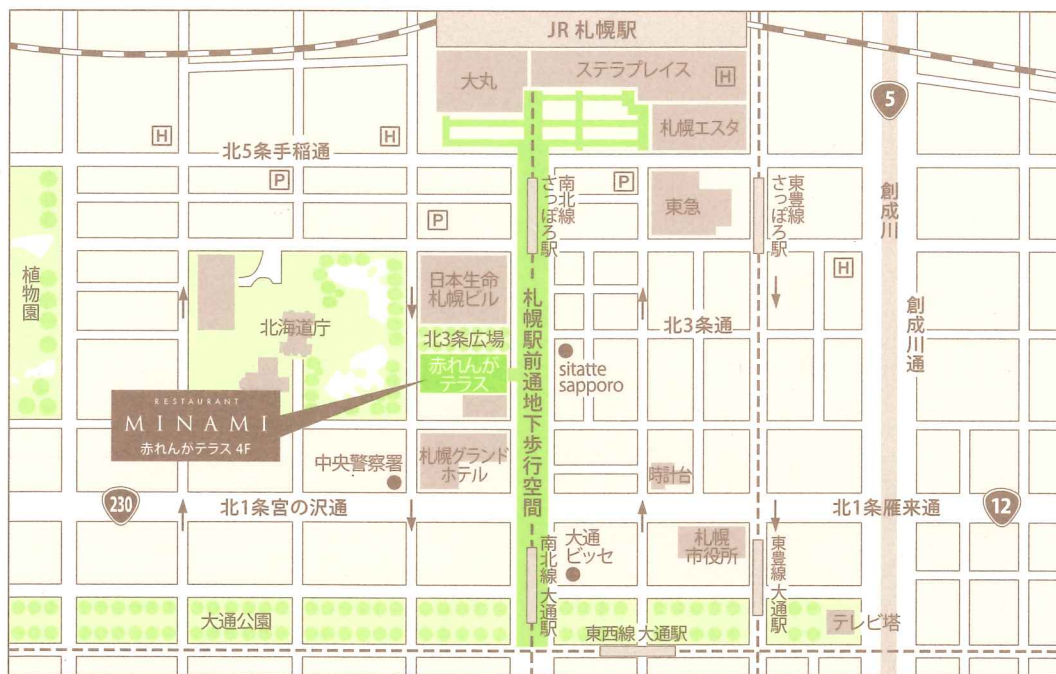 JR 札幌駅
大丸
ステラプレイス
H
5
札幌エスタ
H
H
北5条手稲通
P
P
P
南北線
さっぽろ駅
東急
東豊線
さっぽろ駅
創成川
植物園
日本生命
札幌ビル
H
北海道庁
北3条広場
赤れんが
テラス
札幌駅前通地下歩行空間
sitatte
sapporo
北3条通
創成川通
RESTAURANT
MINAMI
赤れんがテラス 4F
中央警察署
札幌グランド
ホテル
時計台
230
北1条宮の沢通
北1条雁来通
12
南北線 大通駅
大通
ビッセ
札幌
市役所
東豊線 大通駅
大通公園
東西線 大通駅
テレビ塔